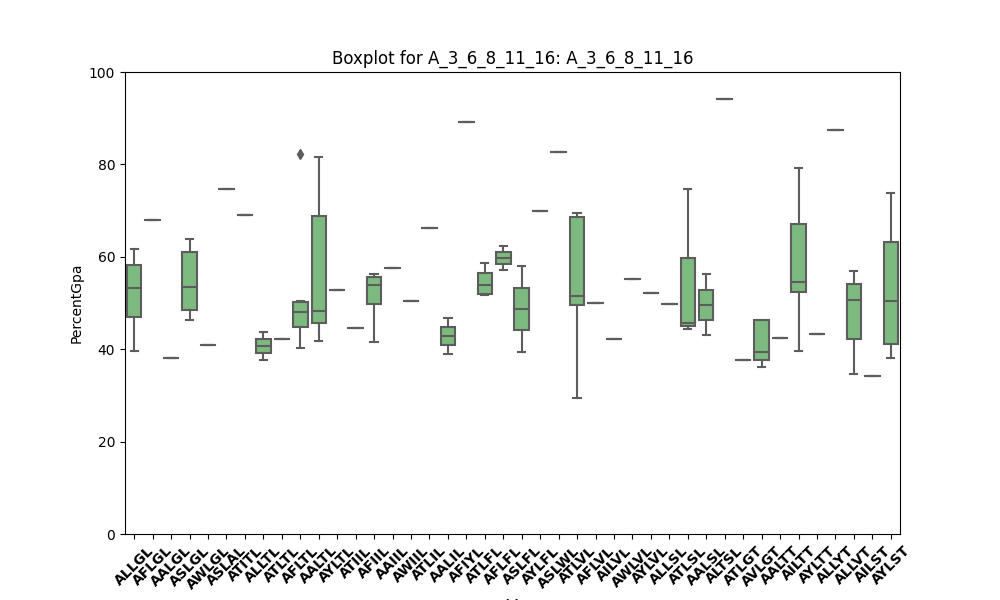 Boxplot for A_3_6_8_11_16: A_3_6_8_11_16
PercentGpa
100
80
60
40
20
0
ALLGL
AFLGL
AALGL
ASLGL
AWLGL
ASLAL
ATITL
ALLTL
ATLTL
AFLTL
AALTL
AYLTL
ATIIL
AFIIL
AAIIL
AWIIL
ATLIL
AALIL
AFIYL
ATLFL
AFLFL
ASLFL
AYLFL
ASLWL
ATLVL
AFLVL
AILVL
AWLVL
AYLVL
ALLSL
ATLSL
AALSL
ALTSL
ATLGT
AVLGT
AALTT
AILTT
AYLTT
ALLYT
ALLVT
AILST
AYLST